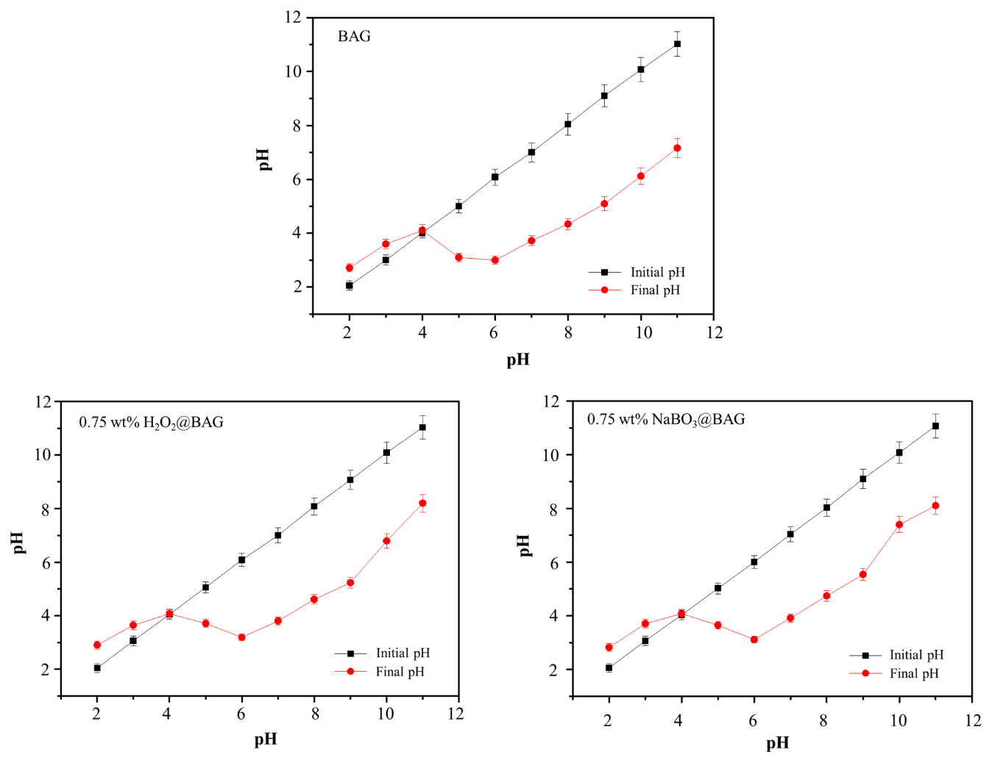 BAG
12
10
8
6
4
2
pH
Initial pH
Final pH
2 4 6 8 10 12
pH
0.75 wt% H₂O₂@BAG
12
10
8
6
4
2
pH
Initial pH
Final pH
2 4 6 8 10 12
pH
0.75 wt% NaBO₃@BAG
12
10
8
6
4
2
pH
Initial pH
Final pH
2 4 6 8 10 12
pH